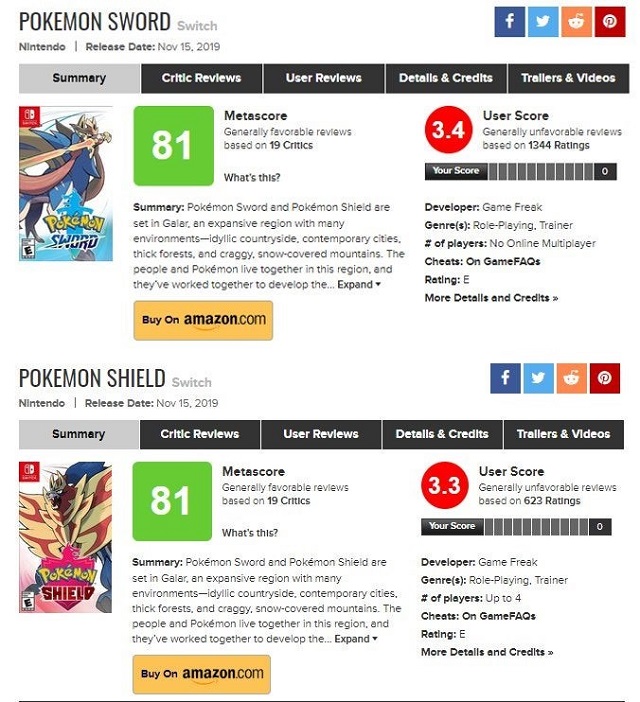 POKEMON SWORD Switch
Nintendo | Release Date: Nov 15, 2019
Summary Critic Reviews User Reviews Details & Credits Trailers & Videos
81
Metascore
Generally favorable reviews
based on 19 Critics
What's this?
3.4
User Score
Generally unfavorable reviews
based on 1344 Ratings
Your Score 0
POKÉMON
SWORD
Summary: Pokémon Sword and Pokémon Shield are
set in Galar, an expansive region with many
environments—idyllic countryside, contemporary cities,
thick forests, and craggy, snow-covered mountains. The
people and Pokémon live together in this region, and
they've worked together to develop the... Expand
Buy On amazon.com
Developer: Game Freak
Genre(s): Role-Playing, Trainer
# of players: No Online Multiplayer
Cheats: On GameFAQs
Rating: E
More Details and Credits »
POKEMON SHIELD Switch
Nintendo | Release Date: Nov 15, 2019
Summary Critic Reviews User Reviews Details & Credits Trailers & Videos
81
Metascore
Generally favorable reviews
based on 19 Critics
What's this?
3.3
User Score
Generally unfavorable reviews
based on 623 Ratings
Your Score 0
POKÉMON
SHIELD
Summary: Pokémon Sword and Pokémon Shield are
set in Galar, an expansive region with many
environments—idyllic countryside, contemporary cities,
thick forests, and craggy, snow-covered mountains. The
people and Pokémon live together in this region, and
they've worked together to develop the... Expand
Buy On amazon.com
Developer: Game Freak
Genre(s): Role-Playing, Trainer
# of players: Up to 4
Cheats: On GameFAQs
Rating: E
More Details and Credits »